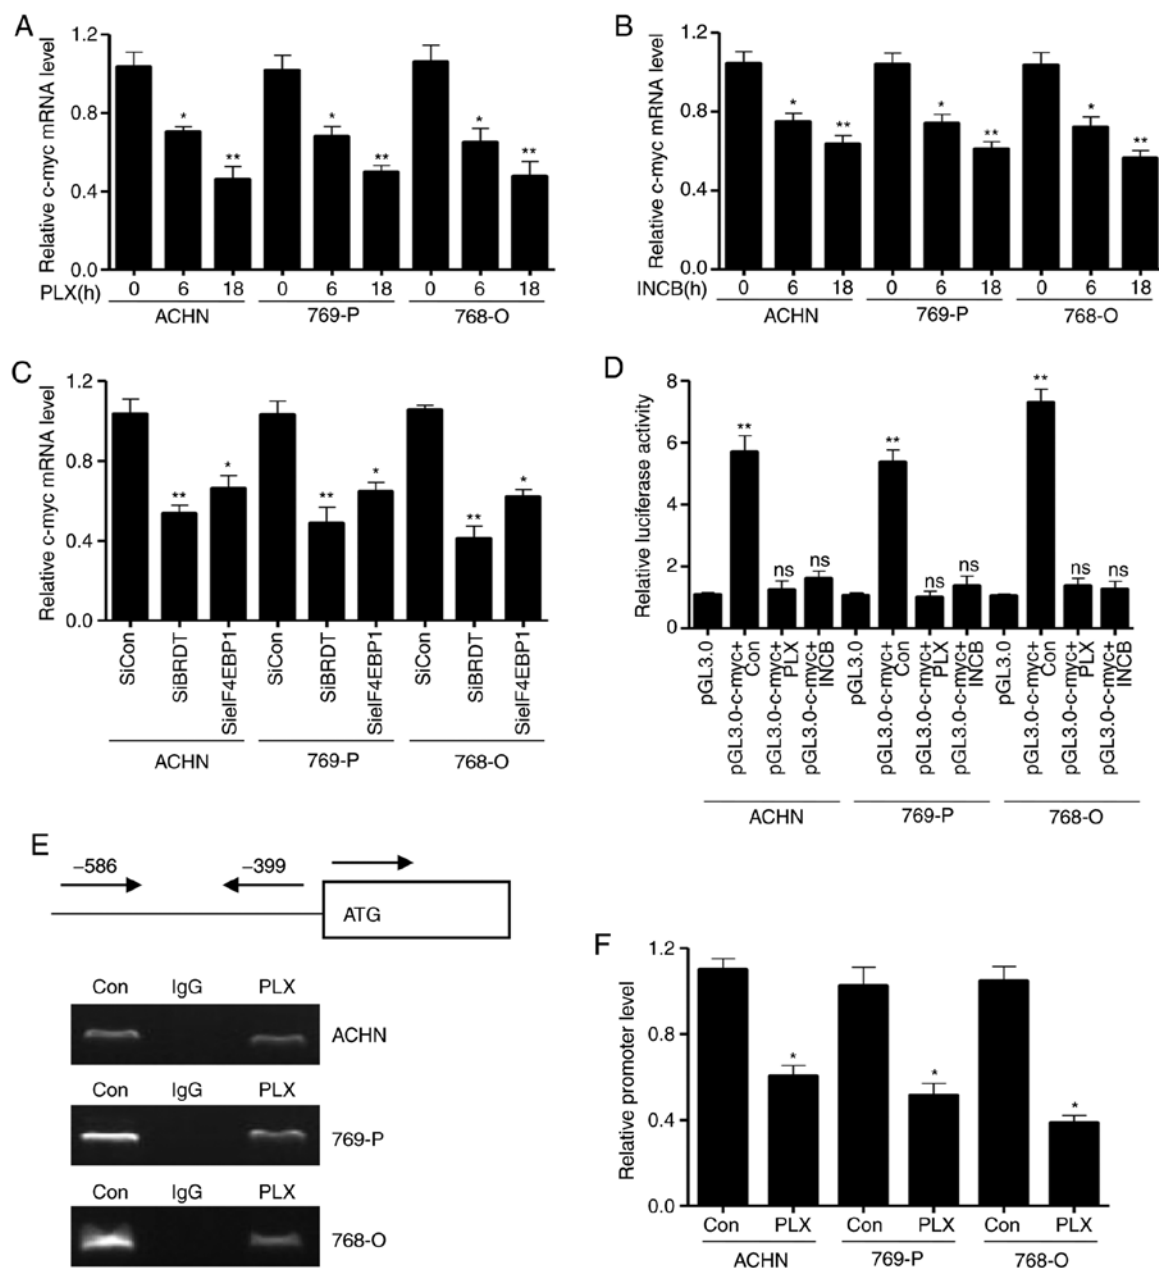 A
Relative c-myc mRNA level
1.2
0.8
0.4
0.0
* ** * ** * **
PLX(h) 0 6 18 0 6 18 0 6 18
ACHN 769-P 768-O
B
Relative c-myc mRNA level
1.2
0.8
0.4
0.0
* ** * ** * **
INCB(h) 0 6 18 0 6 18 0 6 18
ACHN 769-P 768-O
C
Relative c-myc mRNA level
1.2
0.8
0.4
0.0
** * ** * ** *
SiCon SiBRDT SieIF4EBP1 SiCon SiBRDT SieIF4EBP1 SiCon SiBRDT SieIF4EBP1
ACHN 769-P 768-O
D
Relative luciferase activity
8
6
4
2
0
** ns ns ** ns ns ** ns ns
pGL3.0
pGL3.0-c-myc+
Con
pGL3.0-c-myc+
PLX
pGL3.0-c-myc+
INCB
pGL3.0
pGL3.0-c-myc+
Con
pGL3.0-c-myc+
PLX
pGL3.0-c-myc+
INCB
pGL3.0
pGL3.0-c-myc+
Con
pGL3.0-c-myc+
PLX
pGL3.0-c-myc+
INCB
ACHN 769-P 768-O
E
–586 –399
ATG
Con IgG PLX
ACHN
Con IgG PLX
769-P
Con IgG PLX
768-O
F
Relative promoter level
1.2
0.8
0.4
0.0
* * *
Con PLX Con PLX Con PLX
ACHN 769-P 768-O